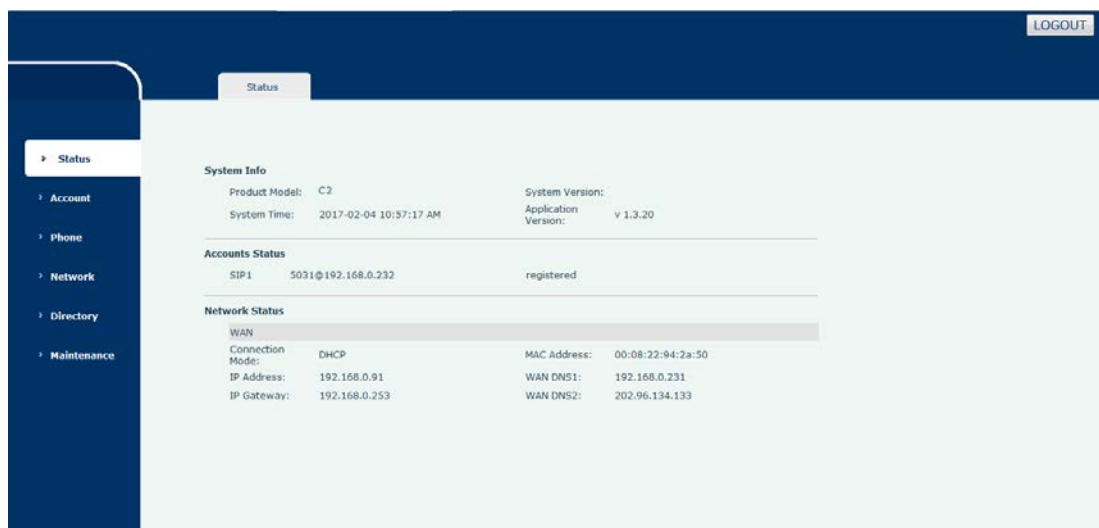 LOGOUT
Status
Status
Account
Phone
Network
Directory
Maintenance
System Info
Product Model: C2 System Version:
System Time: 2017-02-04 10:57:17 AM Application Version: v 1.3.20
Accounts Status
SIP1 5031@192.168.0.232 registered
Network Status
WAN
Connection Mode: DHCP MAC Address: 00:08:22:94:2a:50
IP Address: 192.168.0.91 WAN DNS1: 192.168.0.231
IP Gateway: 192.168.0.253 WAN DNS2: 202.96.134.133